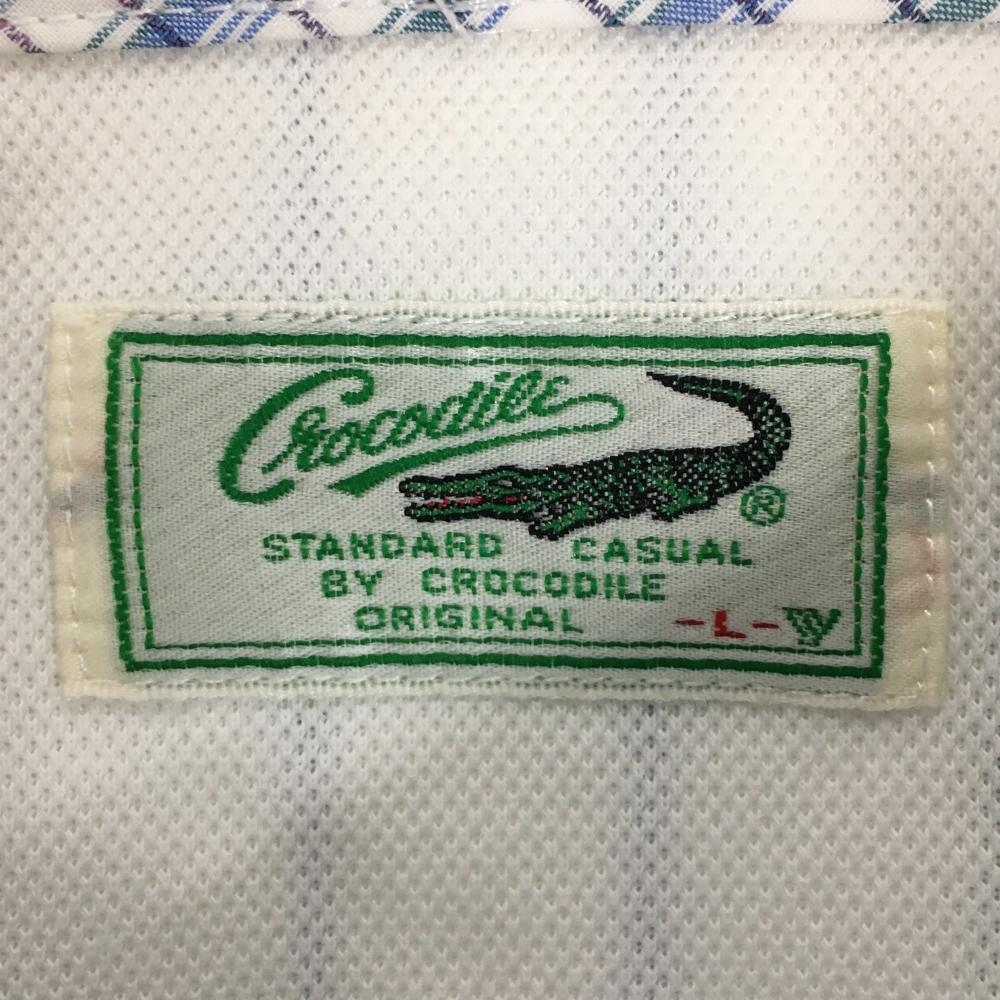 Crocodile
®
STANDARD CASUAL
BY CROCODILE
ORIGINAL
-L-